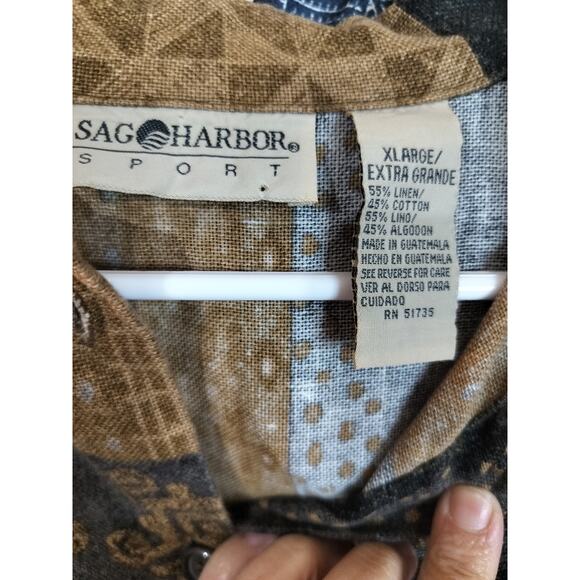 SAG HARBOR®
SPORT
XLARGE/
EXTRA GRANDE
55% LINEN/
45% COTTON
55% LINO/
45% ALGODON
MADE IN GUATEMALA
HECHO EN GUATEMALA
SEE REVERSE FOR CARE
VER AL DORSO PARA
CUIDADO
RN 51735